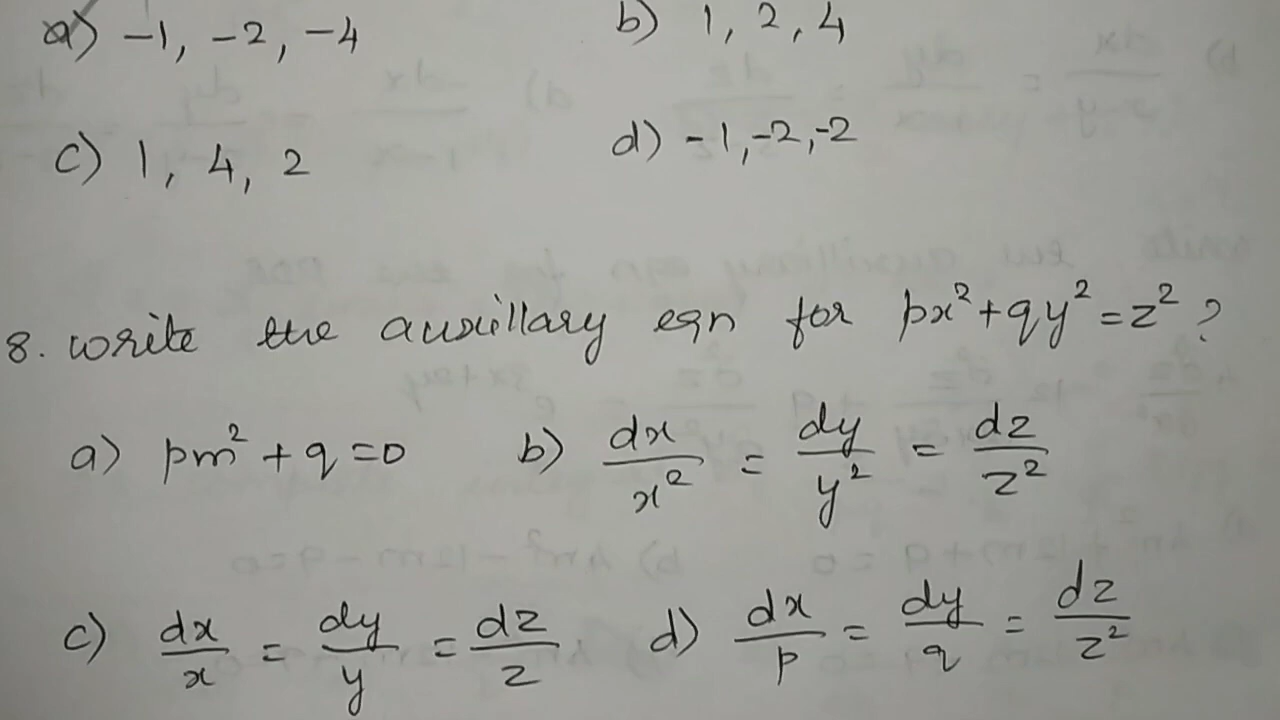 a) -1, -2, -4 b) 1, 2, 4
c) 1, 4, 2 d) -1, -2, -2
8. write the auxillary eqn for px² + qy² = z² ?
a) pm² + q = 0 b) dx/x² = dy/y² = dz/z²
c) dx/x = dy/y = dz/z d) dx/p = dy/q = dz/z²